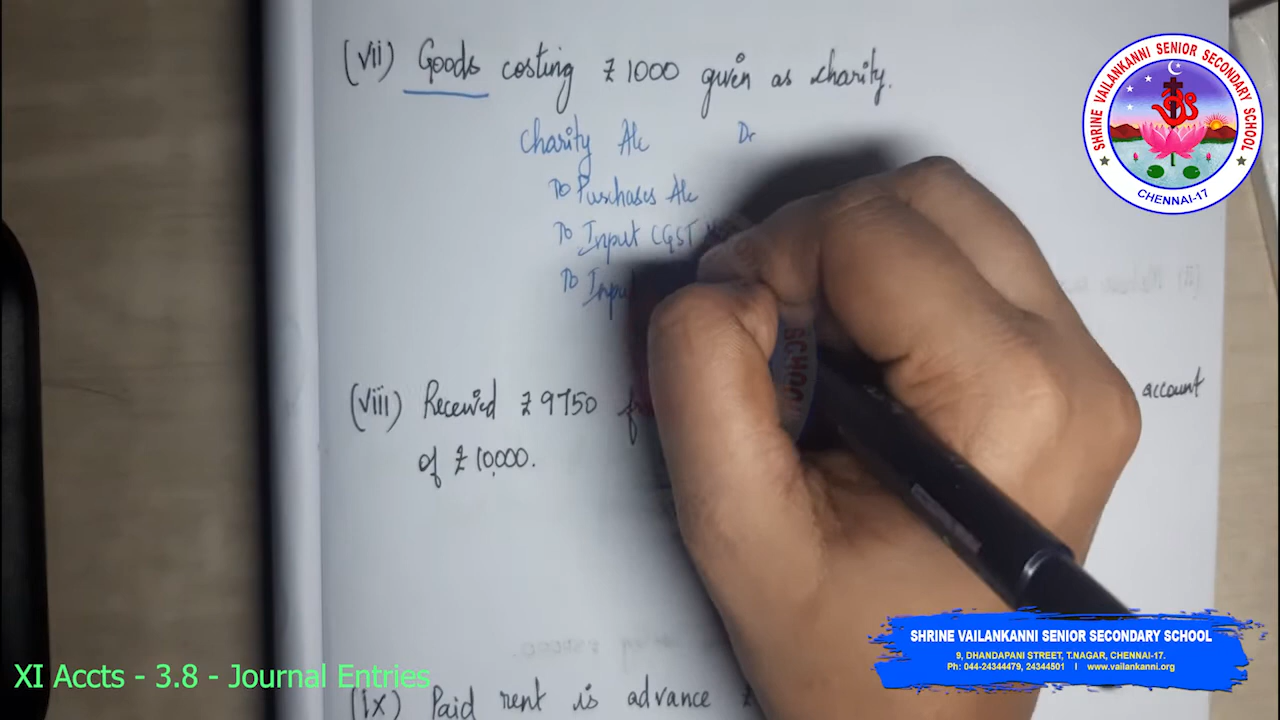 (vii) Goods costing ₹ 1000 given as charity.
Charity A/c Dr
To Purchases A/c
To Input CGST
To Inpu
(viii) Received ₹ 9750 f account
of ₹ 10,000.
(ix) Paid rent is advance ₹
SHRINE VAILANKANNI SENIOR SECONDARY SCHOOL
CHENNAI-17
SHRINE VAILANKANNI SENIOR SECONDARY SCHOOL
9, DHANDAPANI STREET, T.NAGAR, CHENNAI-17.
Ph: 044-24344479, 24344501 I www.vailankanni.org
XI Accts - 3.8 - Journal Entries